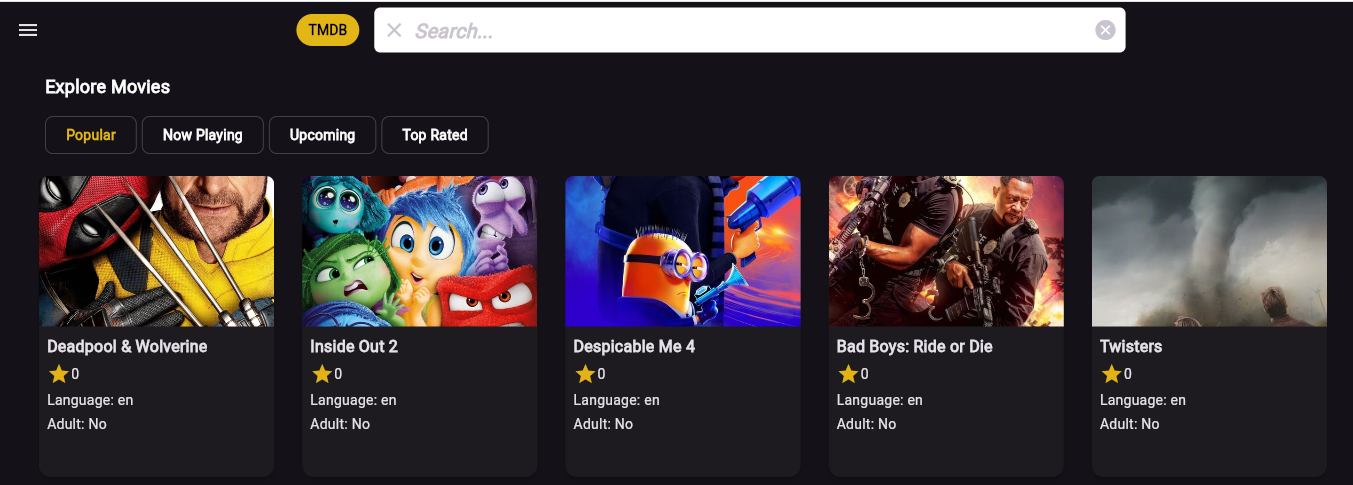 TMDB Search...
Explore Movies
Popular Now Playing Upcoming Top Rated
Deadpool & Wolverine Inside Out 2 Despicable Me 4 Bad Boys: Ride or Die Twisters
0 0 0 0 0
Language: en Language: en Language: en Language: en Language: en
Adult: No Adult: No Adult: No Adult: No Adult: No